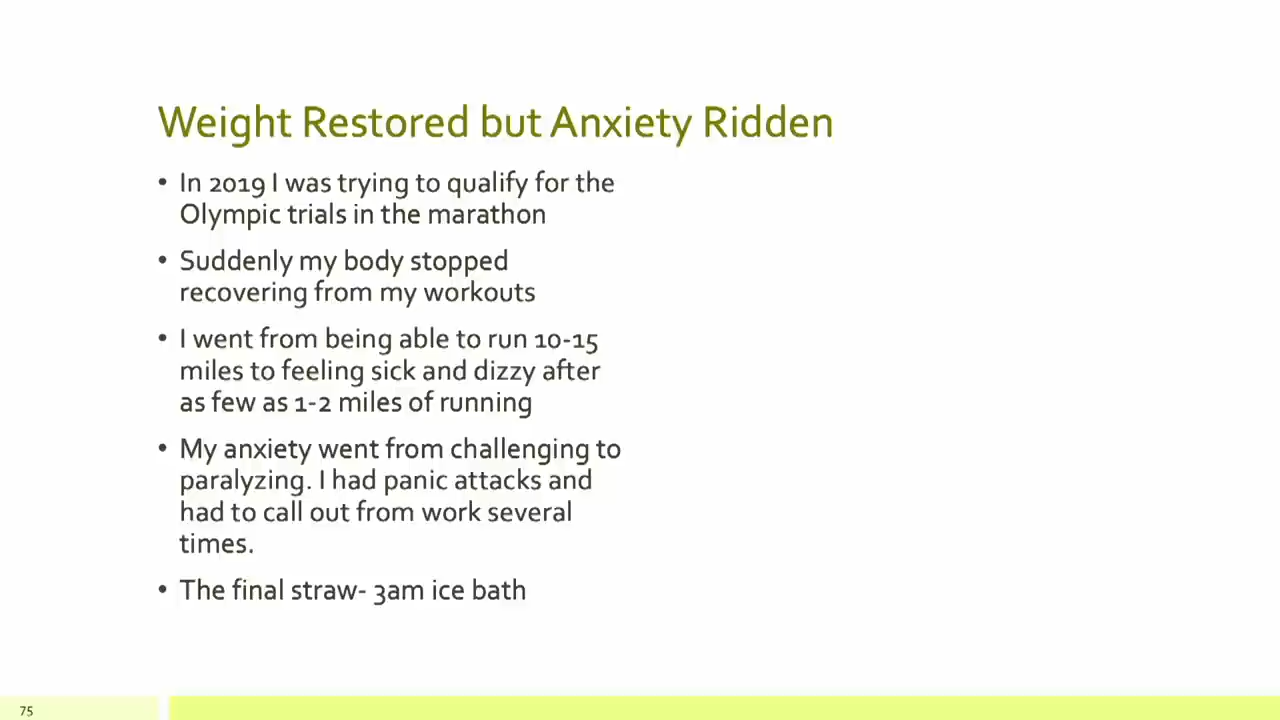 Weight Restored but Anxiety Ridden
• In 2019 I was trying to qualify for the
Olympic trials in the marathon
• Suddenly my body stopped
recovering from my workouts
• I went from being able to run 10-15
miles to feeling sick and dizzy after
as few as 1-2 miles of running
• My anxiety went from challenging to
paralyzing. I had panic attacks and
had to call out from work several
times.
• The final straw- 3am ice bath
75